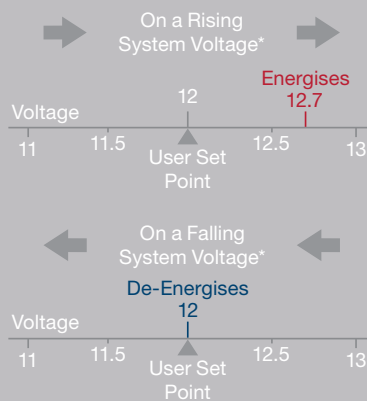 On a Rising
System Voltage*
Energises
12 12.7
Voltage
11 11.5 12.5 13
User Set
Point
On a Falling
System Voltage*
De-Energises
12
Voltage
11 11.5 12.5 13
User Set
Point